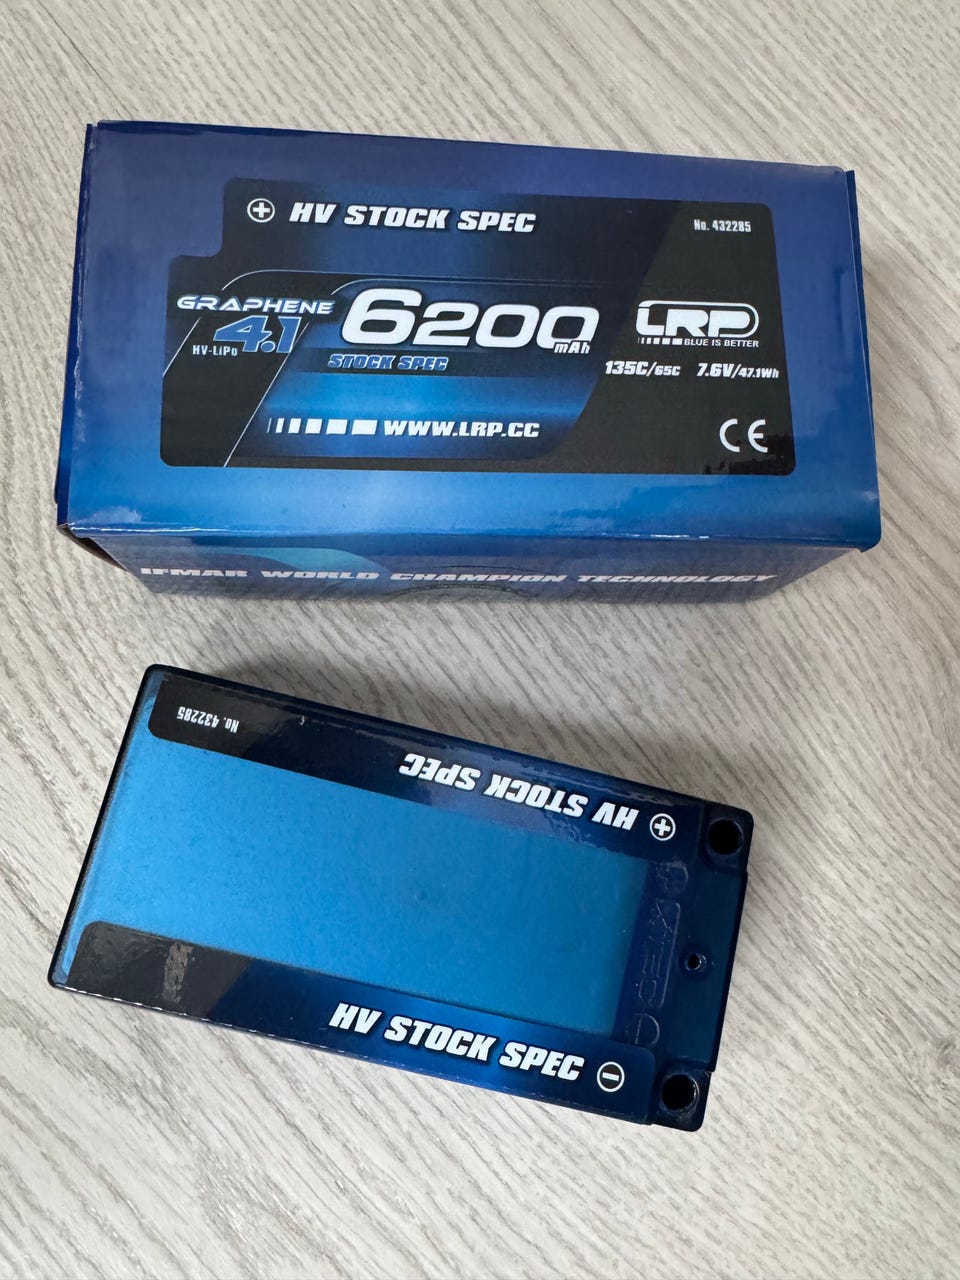 + HV STOCK SPEC
No. 432285
GRAPHENE
4.1
HV-LiPo
6200 mAh
STOCK SPEC
LRP
BLUE IS BETTER
135C/65C 7.6V/47.1Wh
WWW.LRP.CC
CE
IFMAR WORLD CHAMPION TECHNOLOGY
No. 432285
HV STOCK SPEC +
HV STOCK SPEC -